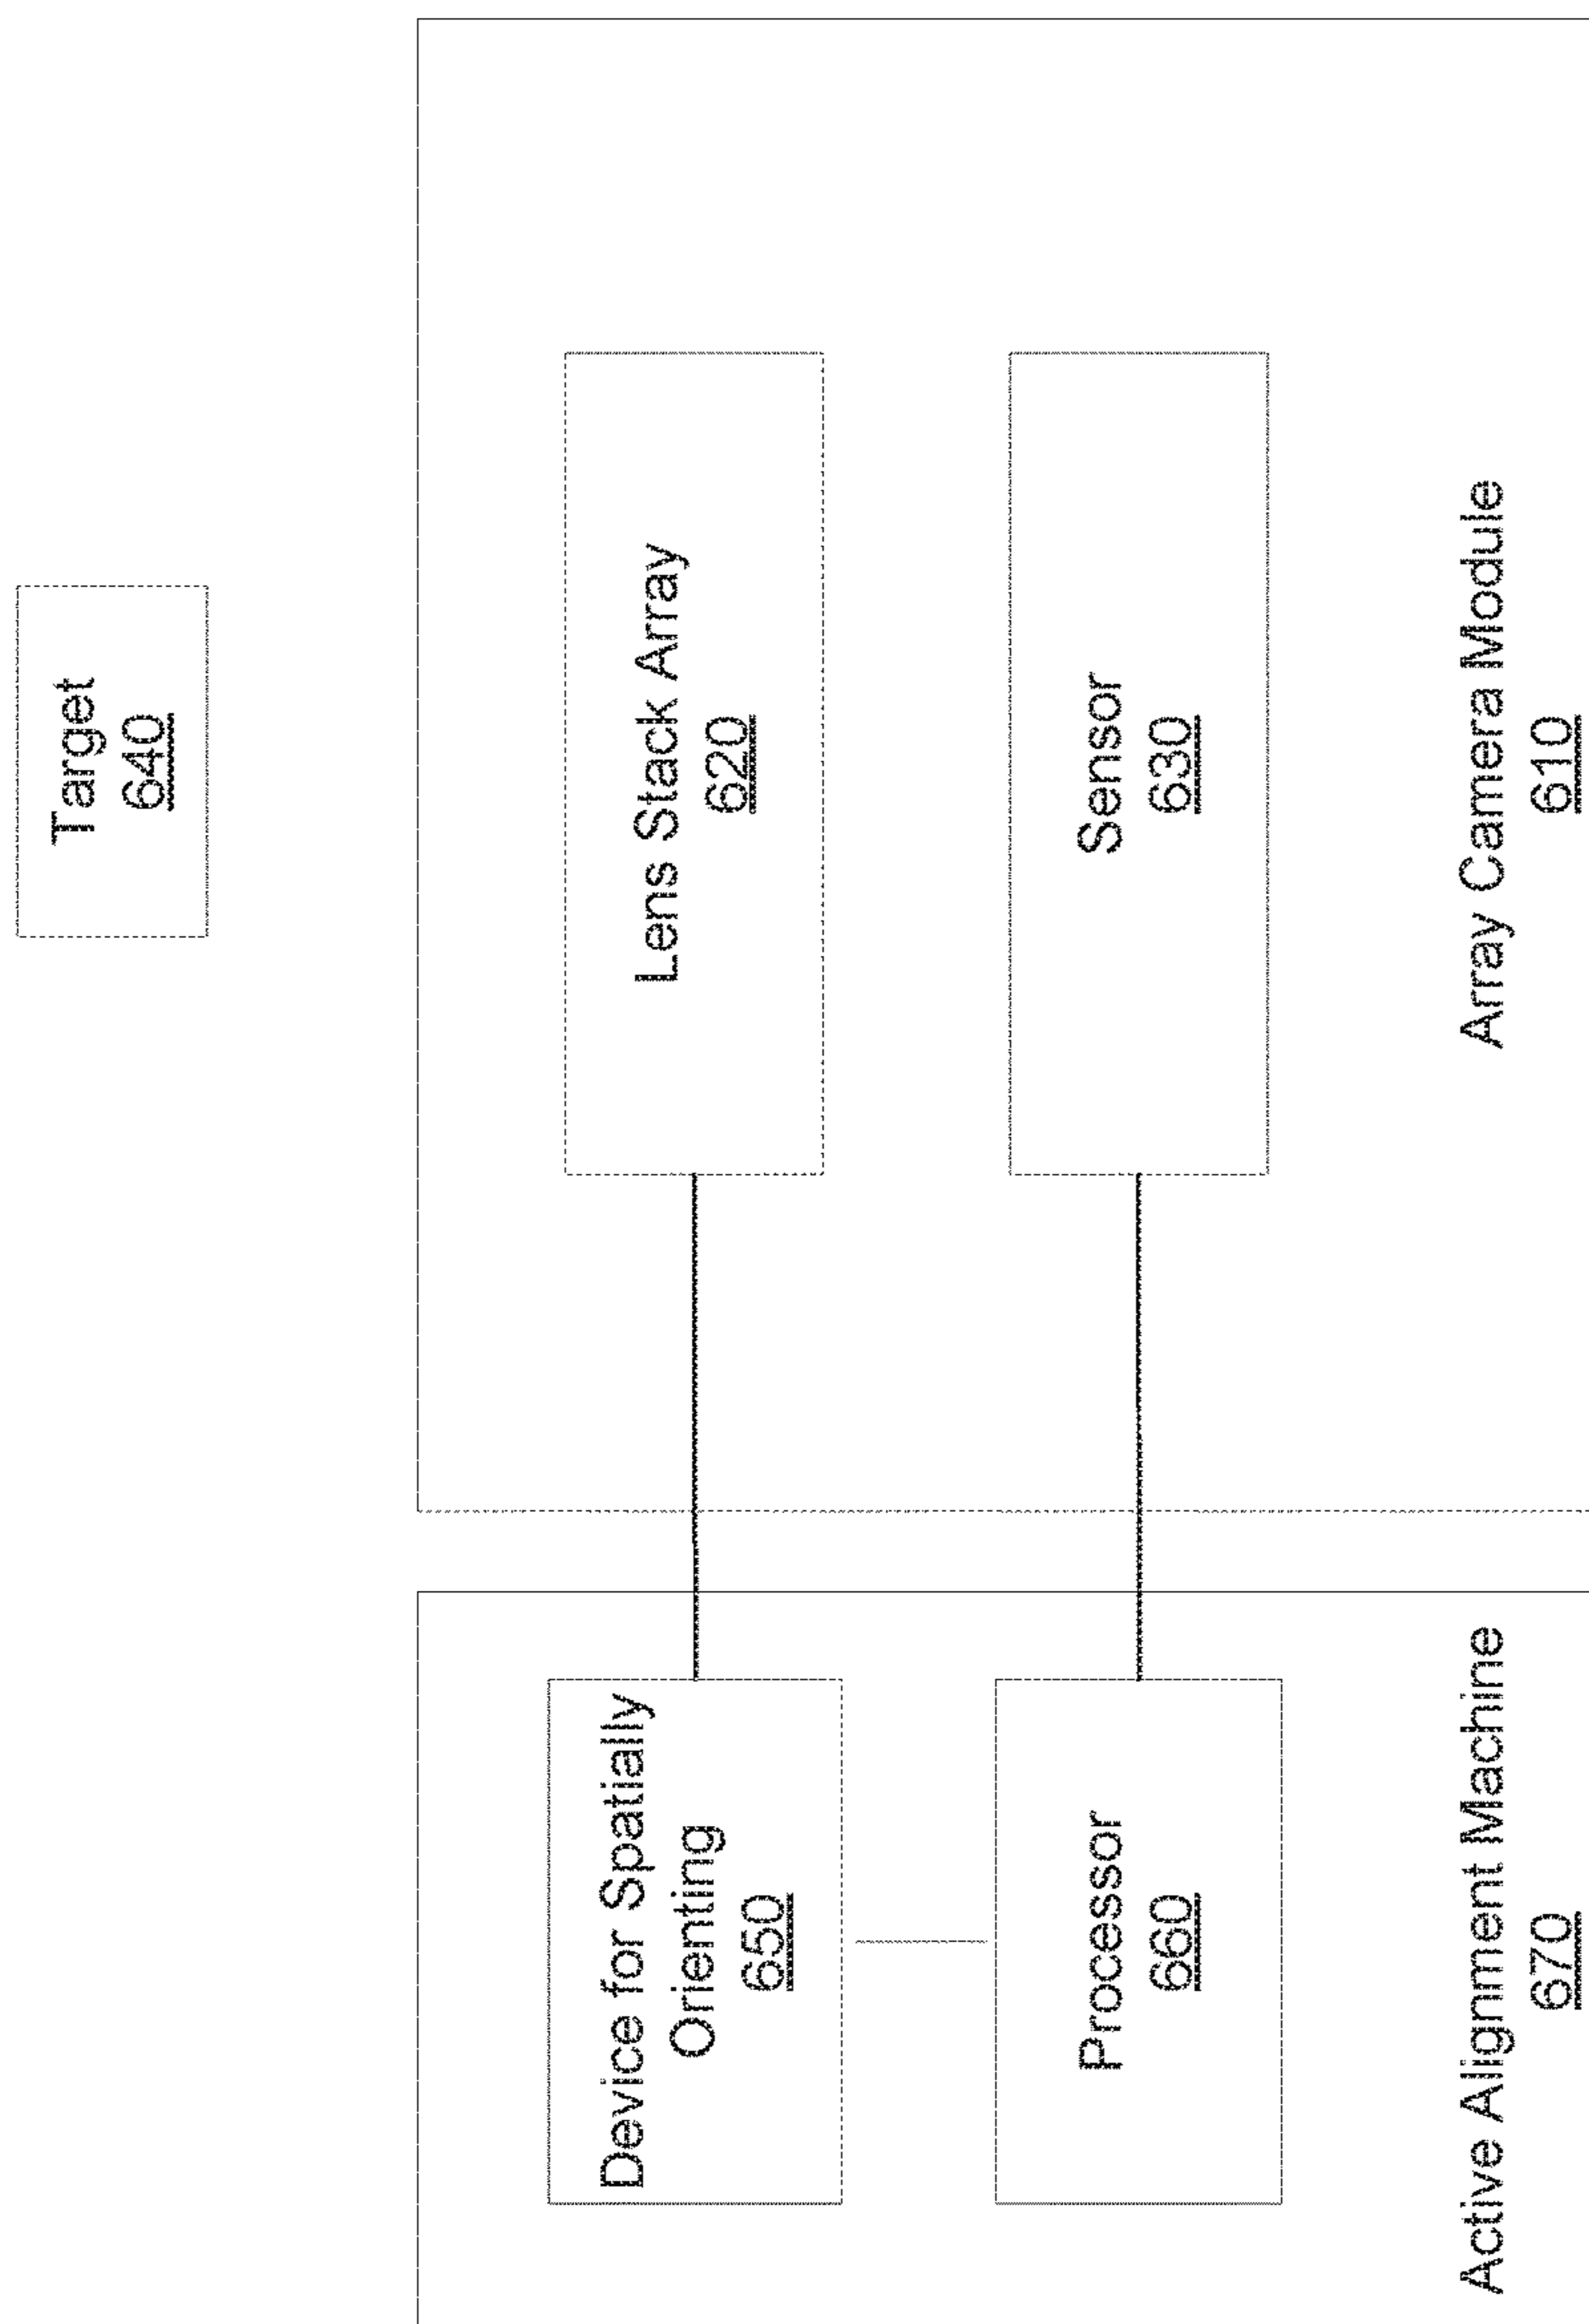 Target
640
Lens Stack Array
620
Sensor
630
Array Camera Module
610
Device for Spatially
Orienting
650
Processor
660
Active Alignment Machine
670